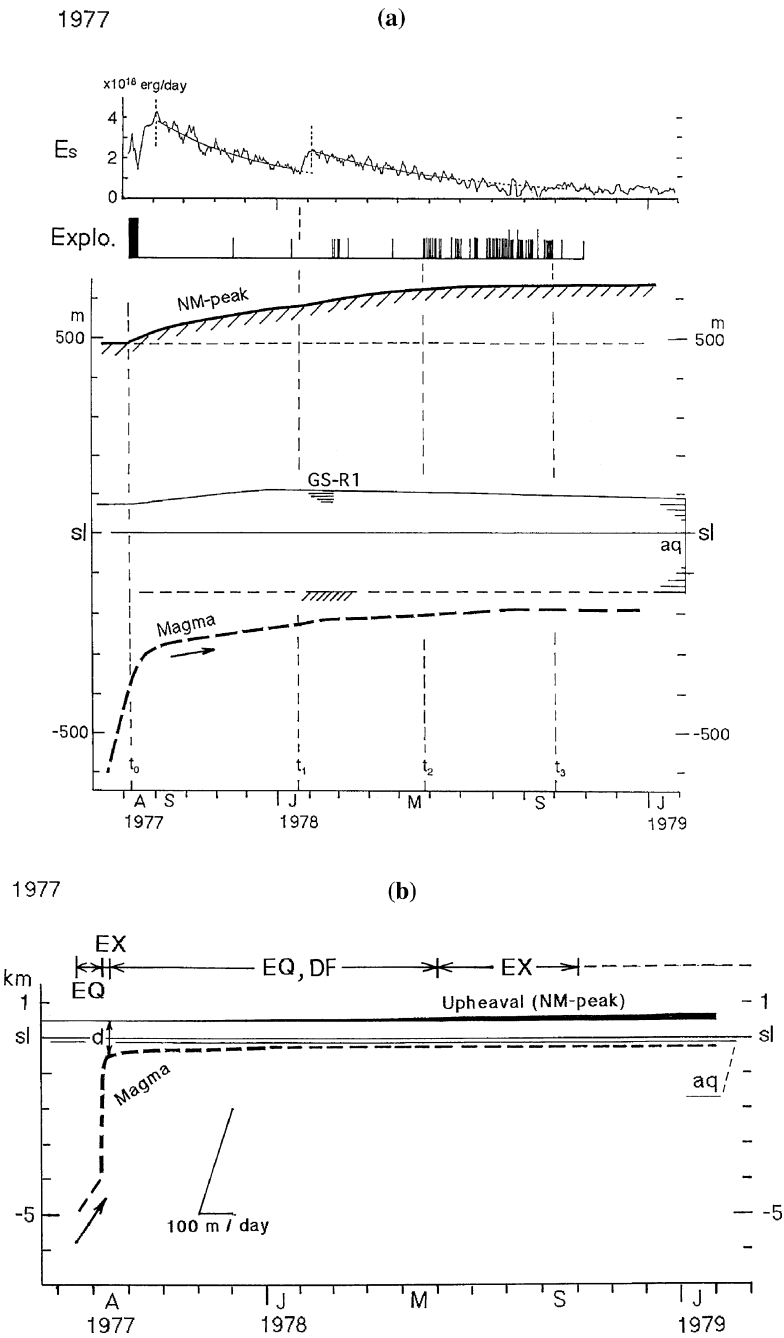 1977
(a)
x10¹⁸ erg/day
4
Es
2
0
Explo.
NM-peak
m
500
m
500
GS-R1
sl
sl
aq
Magma
-500
-500
t₀
t₁
t₂
t₃
A S J M S J
1977 1978 1979
1977
(b)
EX
EQ, DF
EX
km
EQ
1
Upheaval (NM-peak)
1
sl
d
sl
Magma
aq
-5
-5
100 m / day
A J M S J
1977 1978 1979